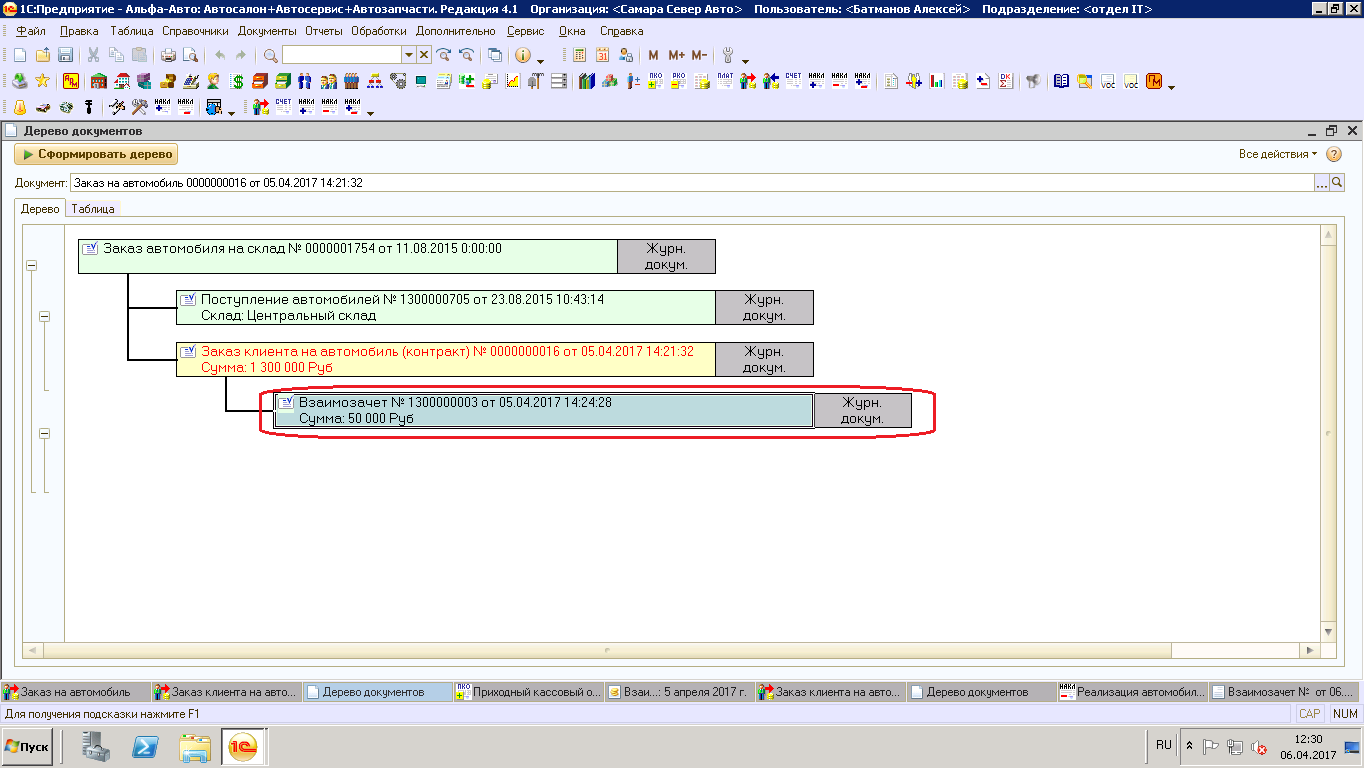 1С:Предприятие - Альфа-Авто: Автосалон+Автосервис+Автозапчасти. Редакция 4.1 Организация: <Самара Север Авто> Пользователь: <Батманов Алексей> Подразделение: <отдел IT>
Файл Правка Таблица Справочники Документы Отчеты Обработки Дополнительно Сервис Окна Справка
M M+ M-
ПКО РКО ПЛАТ СЧЕТ НАКЛ НАКЛ НАКЛ ДК VOC VOC
НАКЛ НАКЛ СЧЕТ НАКЛ НАКЛ НАКЛ
Дерево документов
Сформировать дерево Все действия ?
Документ: Заказ на автомобиль 0000000016 от 05.04.2017 14:21:32 ...
Дерево Таблица
Заказ автомобиля на склад № 0000001754 от 11.08.2015 0:00:00 Журн.
докум.
Поступление автомобилей № 1300000705 от 23.08.2015 10:43:14 Журн.
Склад: Центральный склад докум.
Заказ клиента на автомобиль (контракт) № 0000000016 от 05.04.2017 14:21:32 Журн.
Сумма: 1 300 000 Руб докум.
Взаимозачет № 1300000003 от 05.04.2017 14:24:28 Журн.
Сумма: 50 000 Руб докум.
Заказ на автомобиль Заказ клиента на авто... Дерево документов ПКО Приходный кассовый о... Взаи...: 5 апреля 2017 г. Заказ клиента на авто... Дерево документов НАКЛ Реализация автомобил... Взаимозачет № от 06....
Для получения подсказки нажмите F1 CAP NUM
Пуск 1С RU 12:30
06.04.2017